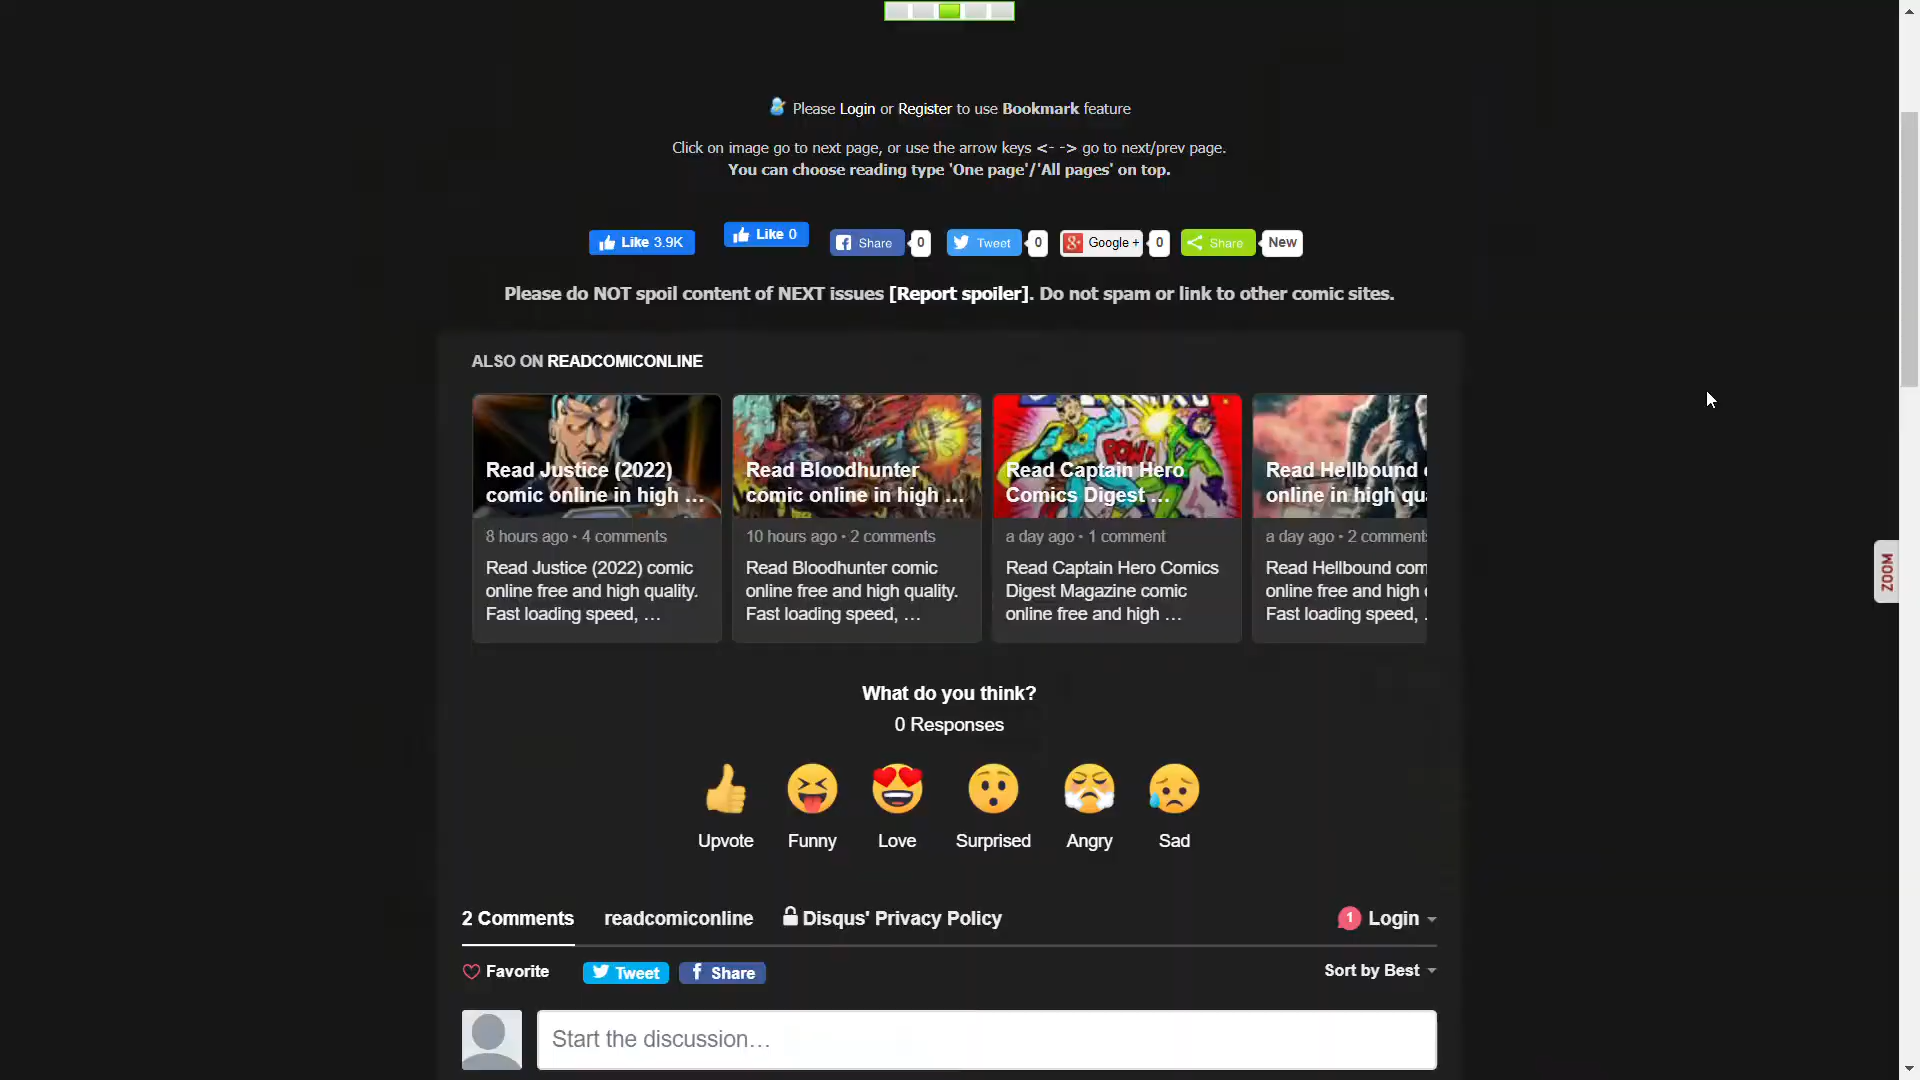 Please Login or Register to use Bookmark feature
Click on image go to next page, or use the arrow keys <- -> go to next/prev page.
You can choose reading type 'One page'/'All pages' on top.
Like 3.9K
Like 0
Share 0
Tweet 0
Google + 0
Share New
Please do NOT spoil content of NEXT issues [Report spoiler]. Do not spam or link to other comic sites.
ALSO ON READCOMICONLINE
POW!
Read Justice (2022)
comic online in high ...
8 hours ago • 4 comments
Read Justice (2022) comic
online free and high quality.
Fast loading speed, ...
Read Bloodhunter
comic online in high ...
10 hours ago • 2 comments
Read Bloodhunter comic
online free and high quality.
Fast loading speed, ...
Read Captain Hero
Comics Digest ...
a day ago • 1 comment
Read Captain Hero Comics
Digest Magazine comic
online free and high ...
Read Hellbound
online in high
a day ago • 2
Read Hellbound
online free and high
Fast loading speed,
ZOOM
What do you think?
0 Responses
Upvote
Funny
Love
Surprised
Angry
Sad
2 Comments
readcomiconline
Disqus' Privacy Policy
1 Login
Favorite
Tweet
Share
Sort by Best
Start the discussion...